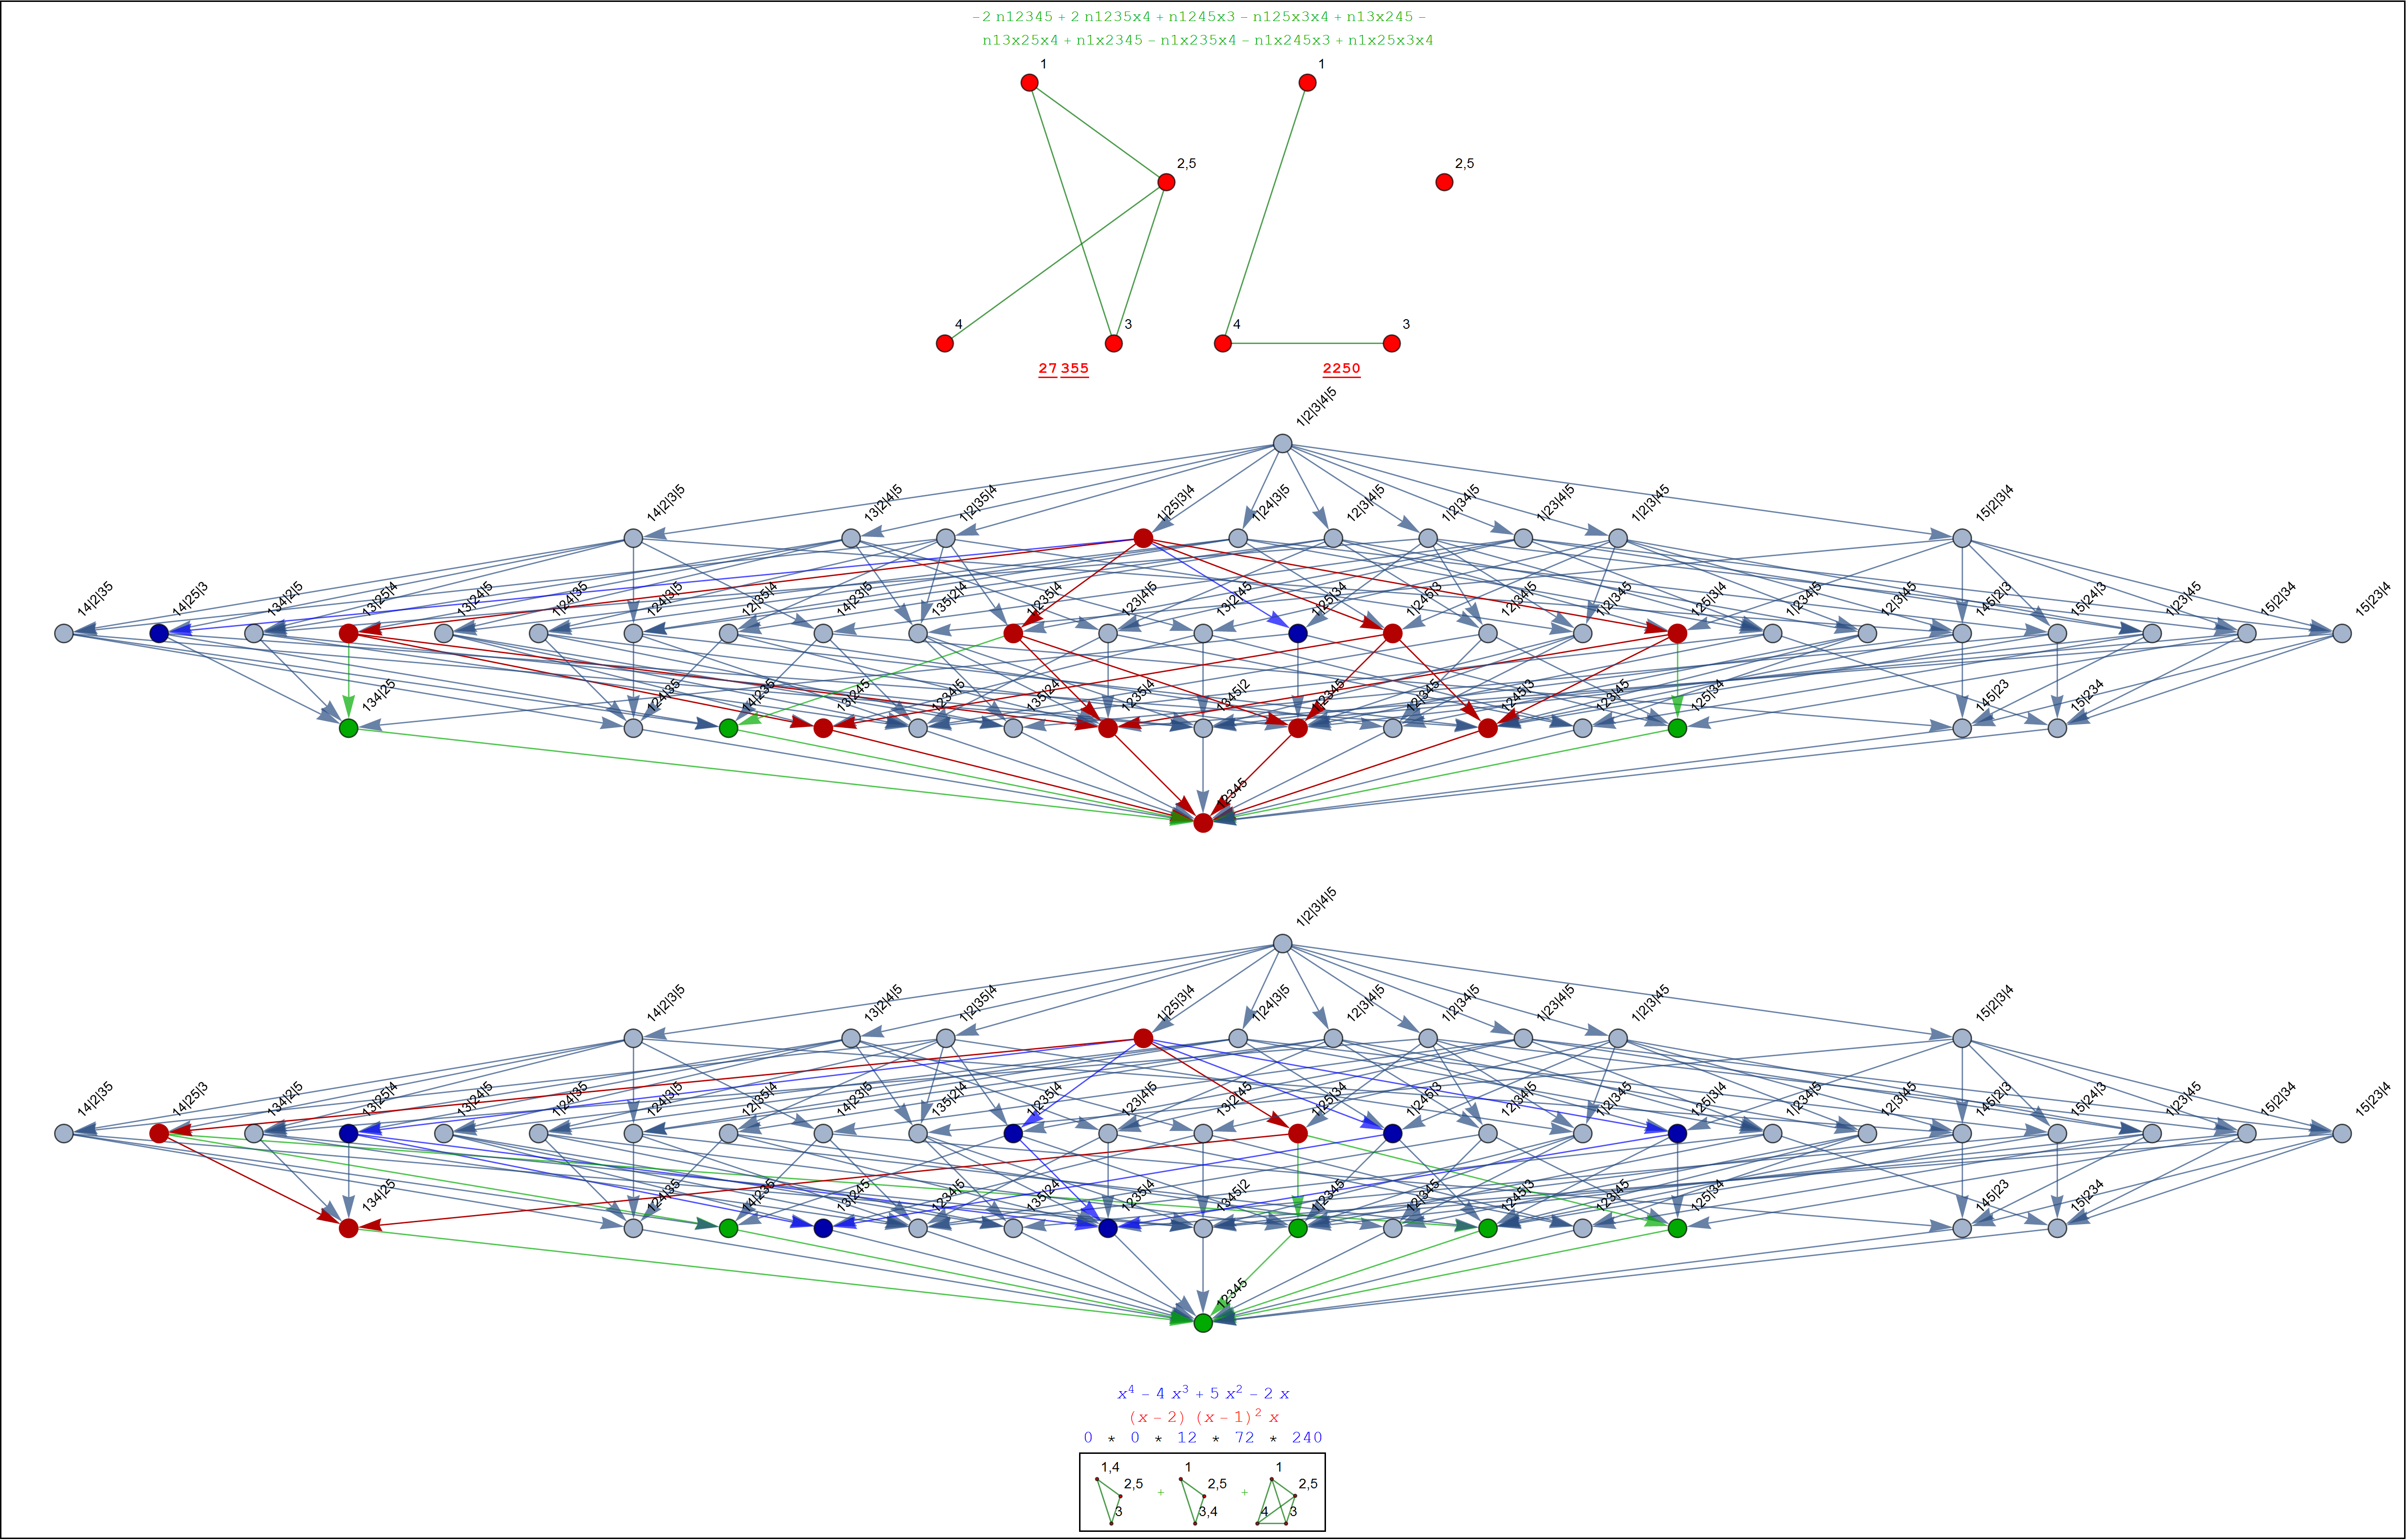 -2 n12345 + 2 n1235x4 + n1245x3 - n125x3x4 + n13x245 -
n13x25x4 + n1x2345 - n1x235x4 - n1x245x3 + n1x25x3x4
1 1
2,5 2,5
4 3 4 3
27 355 2250
1|2|3|4|5
14|2|3|5 13|2|4|5 1|2|35|4 1|25|3|4 1|24|3|5 12|3|4|5 1|2|34|5 1|23|4|5 1|2|3|45 15|2|3|4
14|2|35 14|25|3 134|2|5 13|25|4 13|24|5 1|24|35 124|3|5 12|35|4 14|23|5 135|2|4 1|235|4 123|4|5 13|2|45 1|25|34 1|245|3 12|34|5 1|2|345 125|3|4 1|234|5 12|3|45 145|2|3 15|24|3 1|23|45 15|2|34 15|23|4
134|25 124|35 14|235 13|245 1234|5 135|24 1235|4 1345|2 1|2345 12|345 1245|3 123|45 125|34 145|23 15|234
12345
1|2|3|4|5
14|2|3|5 13|2|4|5 1|2|35|4 1|25|3|4 1|24|3|5 12|3|4|5 1|2|34|5 1|23|4|5 1|2|3|45 15|2|3|4
14|2|35 14|25|3 134|2|5 13|25|4 13|24|5 1|24|35 124|3|5 12|35|4 14|23|5 135|2|4 1|235|4 123|4|5 13|2|45 1|25|34 1|245|3 12|34|5 1|2|345 125|3|4 1|234|5 12|3|45 145|2|3 15|24|3 1|23|45 15|2|34 15|23|4
134|25 124|35 14|235 13|245 1234|5 135|24 1235|4 1345|2 1|2345 12|345 1245|3 123|45 125|34 145|23 15|234
12345
x⁴ - 4 x³ + 5 x² - 2 x
(x - 2) (x - 1)² x
0 * 0 * 12 * 72 * 240
1,4 1 1
2,5 2,5 2,5
+ +
3 3,4 4 3